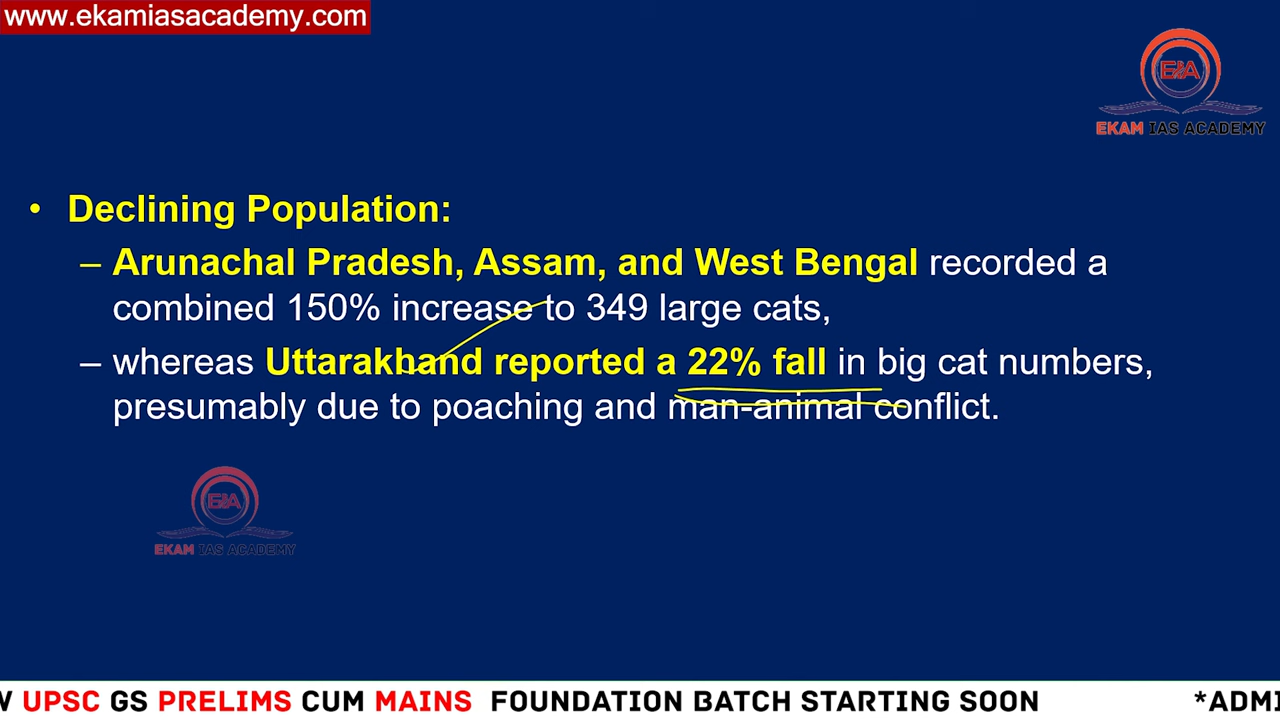 www.ekamiasacademy.com
EKAM IAS ACADEMY
• Declining Population:
– Arunachal Pradesh, Assam, and West Bengal recorded a
combined 150% increase to 349 large cats,
– whereas Uttarakhand reported a 22% fall in big cat numbers,
presumably due to poaching and man-animal conflict.
EKAM IAS ACADEMY
W UPSC GS PRELIMS CUM MAINS FOUNDATION BATCH STARTING SOON *ADMI